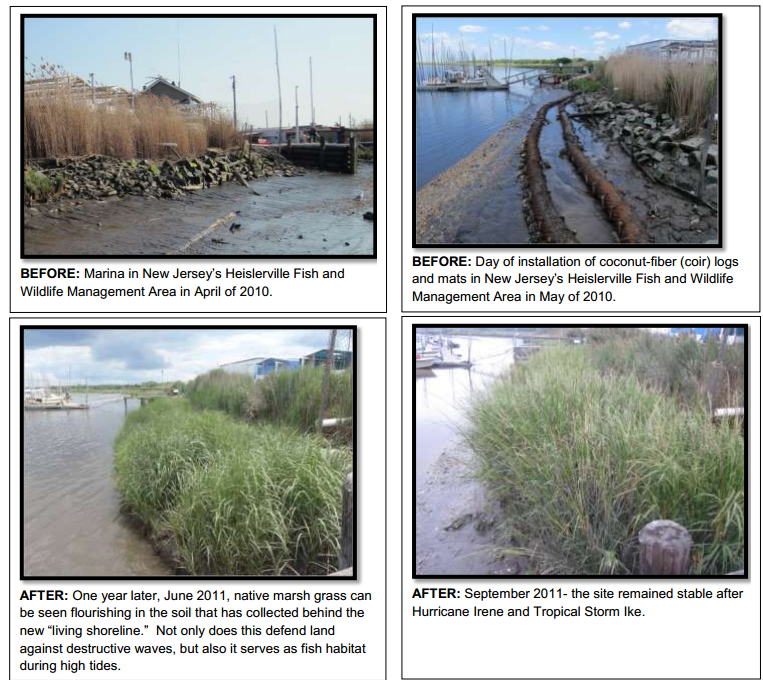 BEFORE: Marina in New Jersey's Heislerville Fish and
Wildlife Management Area in April of 2010.
BEFORE: Day of installation of coconut-fiber (coir) logs
and mats in New Jersey's Heislerville Fish and Wildlife
Management Area in May of 2010.
AFTER: One year later, June 2011, native marsh grass can
be seen flourishing in the soil that has collected behind the
new “living shoreline.”  Not only does this defend land
against destructive waves, but also it serves as fish habitat
during high tides.
AFTER: September 2011- the site remained stable after
Hurricane Irene and Tropical Storm Ike.